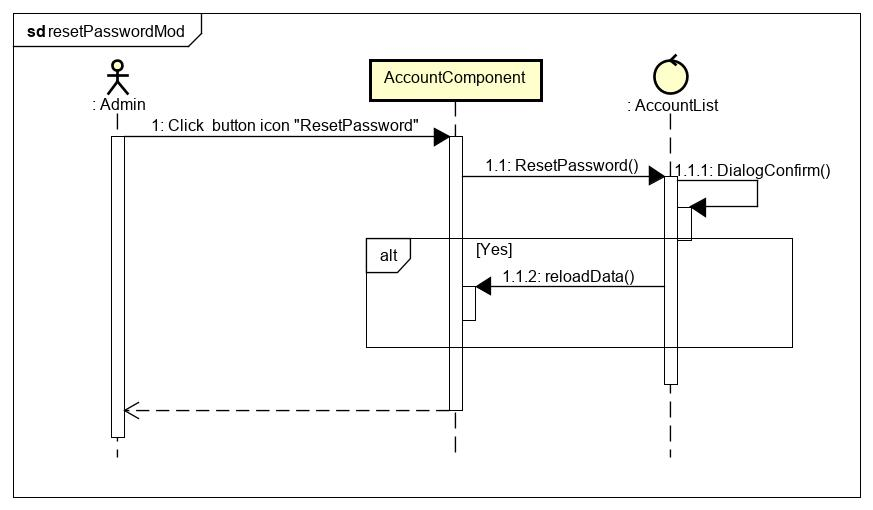 sd resetPasswordMod
: Admin
AccountComponent
: AccountList
1: Click  button icon "ResetPassword"
1.1: ResetPassword()
1.1.1: DialogConfirm()
alt
[Yes]
1.1.2: reloadData()